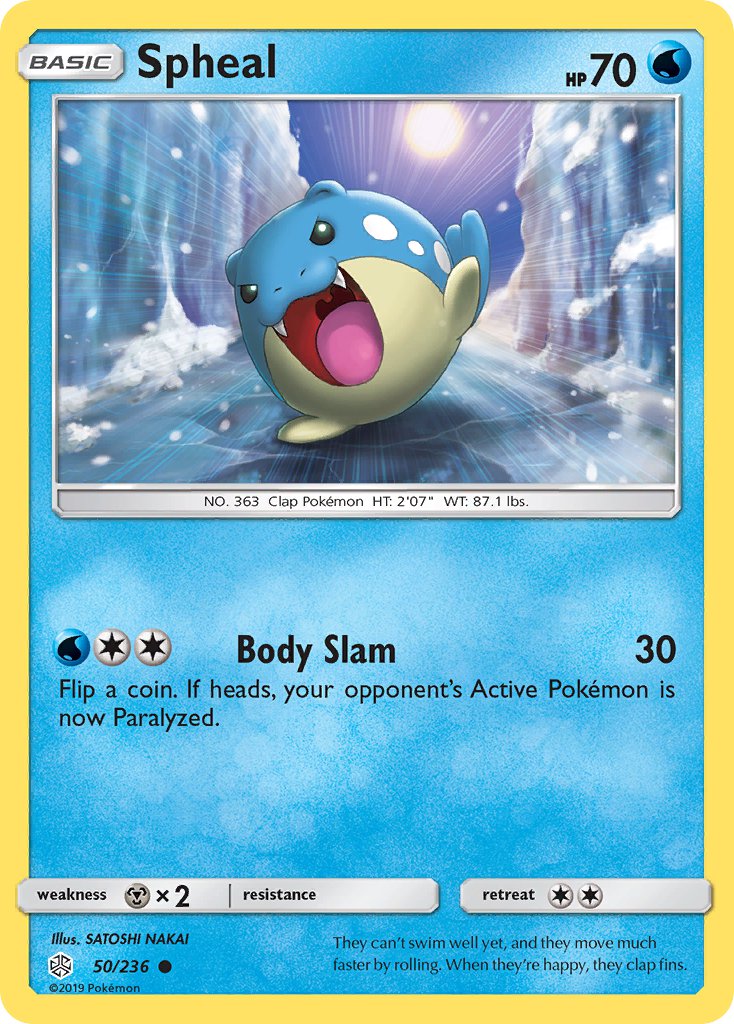 BASIC Spheal HP70
NO. 363 Clap Pokémon HT: 2'07" WT: 87.1 lbs.
Body Slam 30
Flip a coin. If heads, your opponent's Active Pokémon is
now Paralyzed.
weakness ×2 resistance retreat
Illus. SATOSHI NAKAI
50/236
©2019 Pokémon
They can't swim well yet, and they move much
faster by rolling. When they're happy, they clap fins.